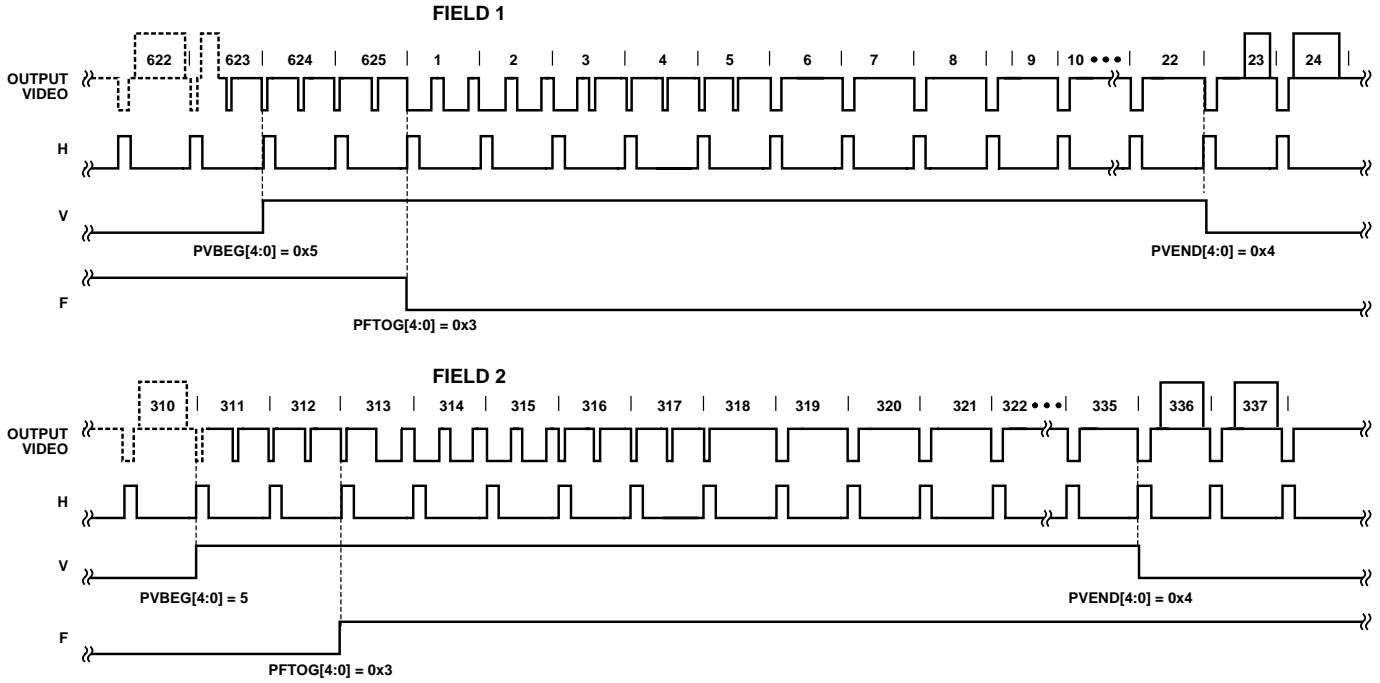 FIELD 1
622 623 624 625 1 2 3 4 5 6 7 8 9 10 ••• 22 23 24
OUTPUT
VIDEO
H
V
PVBEG[4:0] = 0x5
PVEND[4:0] = 0x4
F
PFTOG[4:0] = 0x3
FIELD 2
310 311 312 313 314 315 316 317 318 319 320 321 322 ••• 335 336 337
OUTPUT
VIDEO
H
V
PVBEG[4:0] = 5
PVEND[4:0] = 0x4
F
PFTOG[4:0] = 0x3